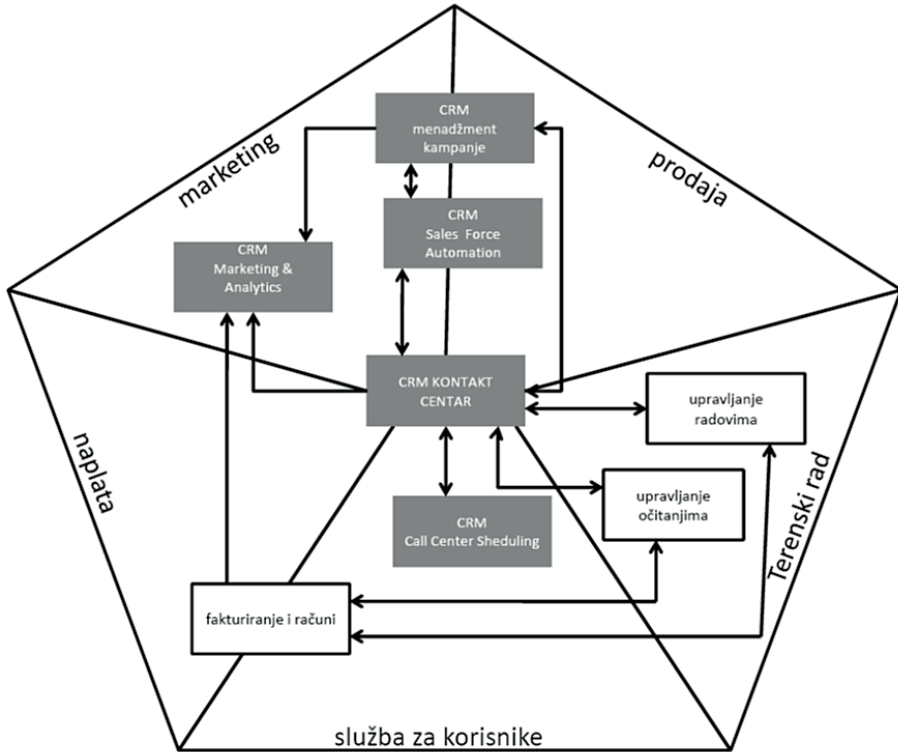 CRM
menadžment
kampanje
marketing
prodaja
CRM
Sales Force
Automation
CRM
Marketing &
Analytics
CRM KONTAKT
CENTAR
upravljanje
radovima
naplata
Terenski rad
upravljanje
očitanjima
CRM
Call Center Sheduling
fakturiranje i računi
služba za korisnike